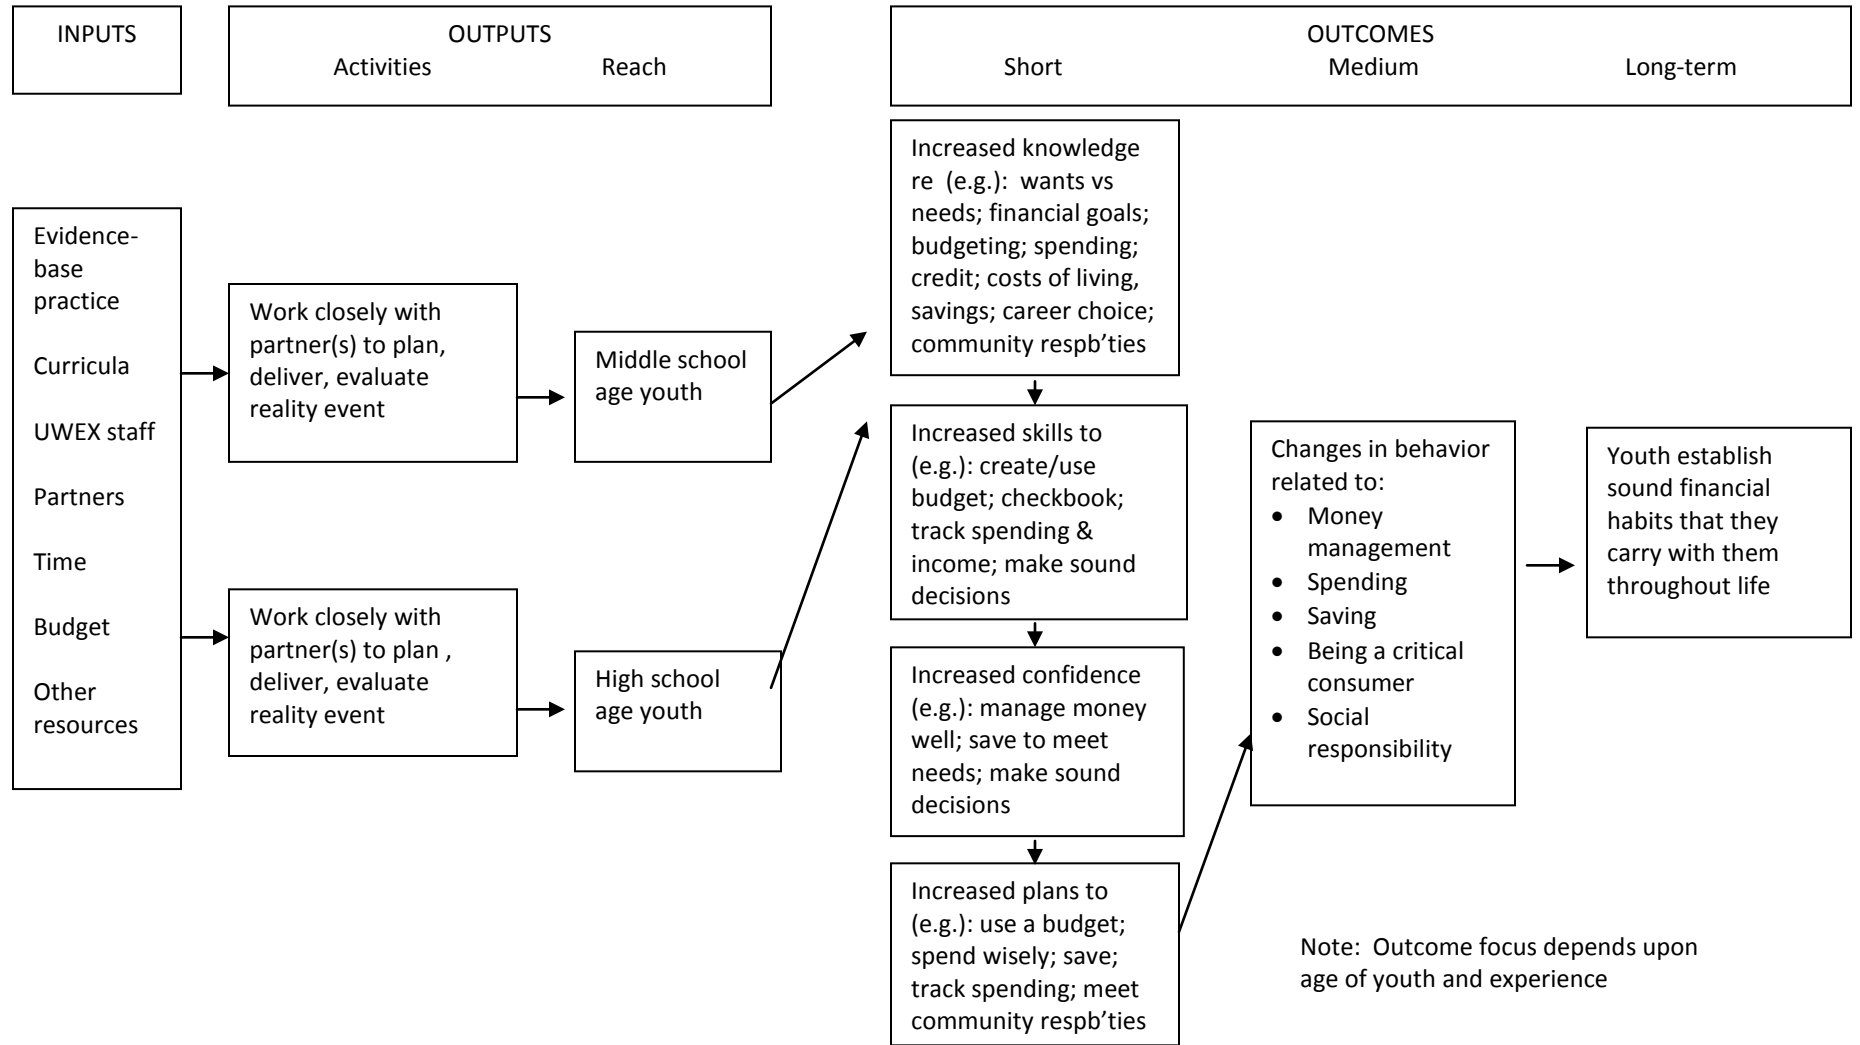 INPUTS
OUTPUTS
Activities Reach
OUTCOMES
Short Medium Long-term
Evidence-
base
practice
Curricula
UWEX staff
Partners
Time
Budget
Other
resources
Work closely with
partner(s) to plan,
deliver, evaluate
reality event
Middle school
age youth
Work closely with
partner(s) to plan ,
deliver, evaluate
reality event
High school
age youth
Increased knowledge
re (e.g.): wants vs
needs; financial goals;
budgeting; spending;
credit; costs of living,
savings; career choice;
community respb’ties
Increased skills to
(e.g.): create/use
budget; checkbook;
track spending &
income; make sound
decisions
Increased confidence
(e.g.): manage money
well; save to meet
needs; make sound
decisions
Increased plans to
(e.g.): use a budget;
spend wisely; save;
track spending; meet
community respb’ties
Changes in behavior
related to:
• Money
management
• Spending
• Saving
• Being a critical
consumer
• Social
responsibility
Youth establish
sound financial
habits that they
carry with them
throughout life
Note: Outcome focus depends upon
age of youth and experience